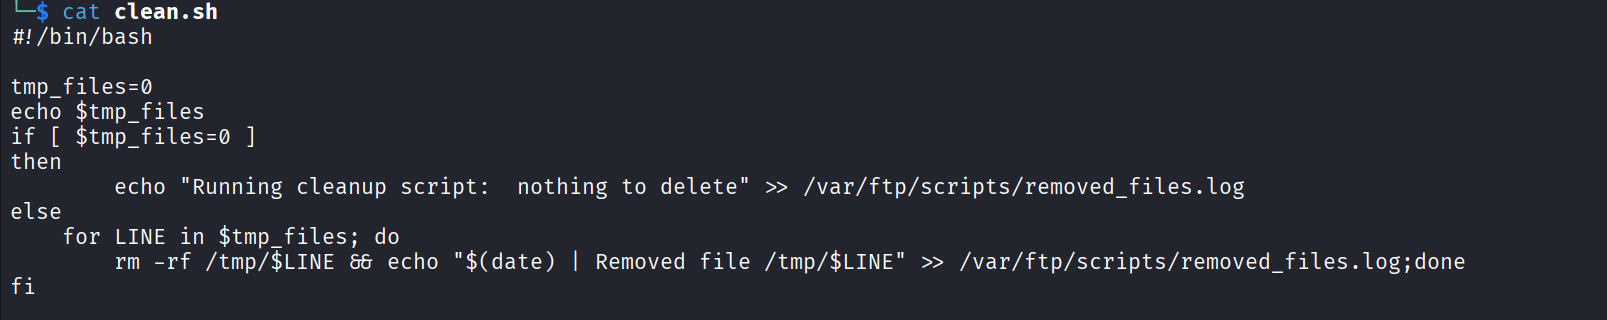 └─$ cat clean.sh
#!/bin/bash

tmp_files=0
echo $tmp_files
if [ $tmp_files=0 ]
then
        echo "Running cleanup script:  nothing to delete" >> /var/ftp/scripts/removed_files.log
else
    for LINE in $tmp_files; do
        rm -rf /tmp/$LINE && echo "$(date) | Removed file /tmp/$LINE" >> /var/ftp/scripts/removed_files.log;done
fi